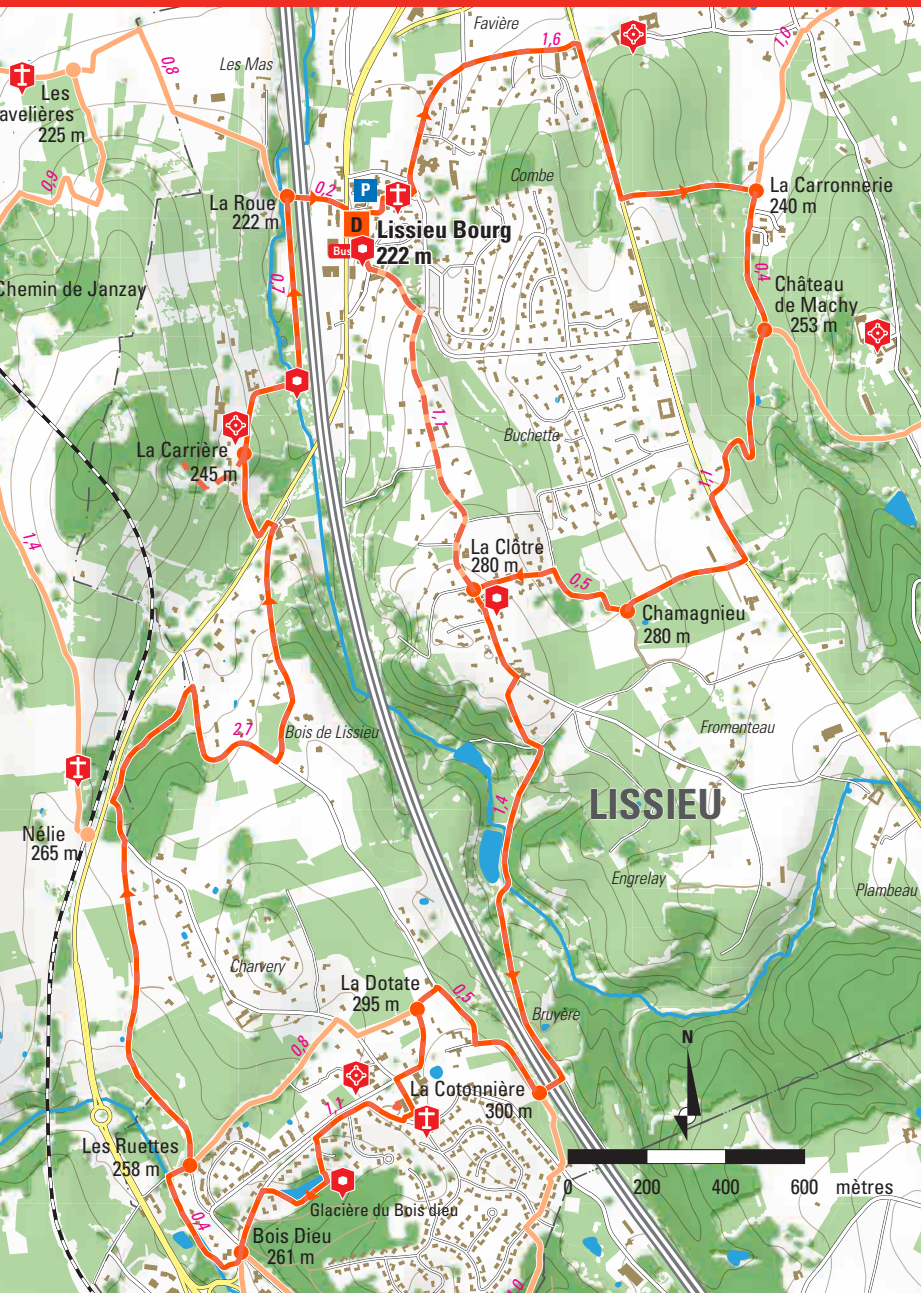 Favière
1,6
1,0
0,8
Les Mas
Les
avelières
225 m
0,9
La Roue
222 m
0,2
P
D
Lissieu Bourg
222 m
Bus
Combe
La Carronnerie
240 m
0,4
Château
de Machy
253 m
Chemin de Janzay
0,7
1,1
Buchette
La Carrière
245 m
1,1
1,4
La Clôtre
280 m
0,5
Chamagnieu
280 m
2,7
Bois de Lissieu
Fromenteau
LISSIEU
1,4
Nélie
265 m
Engrelay
Plambeau
Charvery
La Dotate
295 m
0,5
Bruyère
N
0,8
La Cotonnière
300 m
1,1
Les Ruettes
258 m
0 200 400 600 mètres
Glacière du Bois dieu
0,4
Bois Dieu
261 m